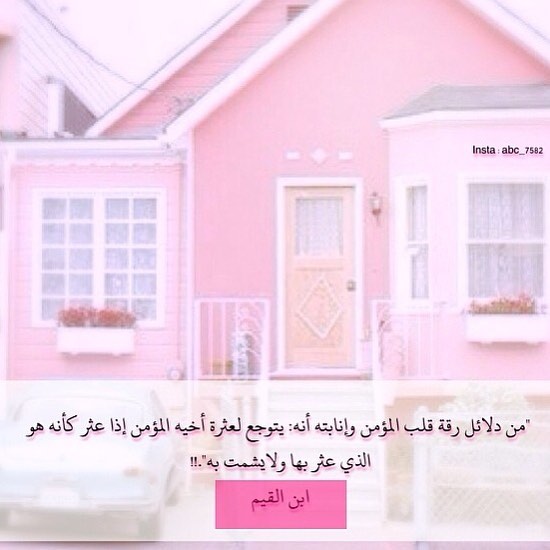 Insta : abc_7582
"من دلائل رقة قلب المؤمن وإنابته أنه: يتوجع لعثرة أخيه المؤمن إذا عثر كأنه هو
الذي عثر بها ولايشمت به".!!
ابن القيم